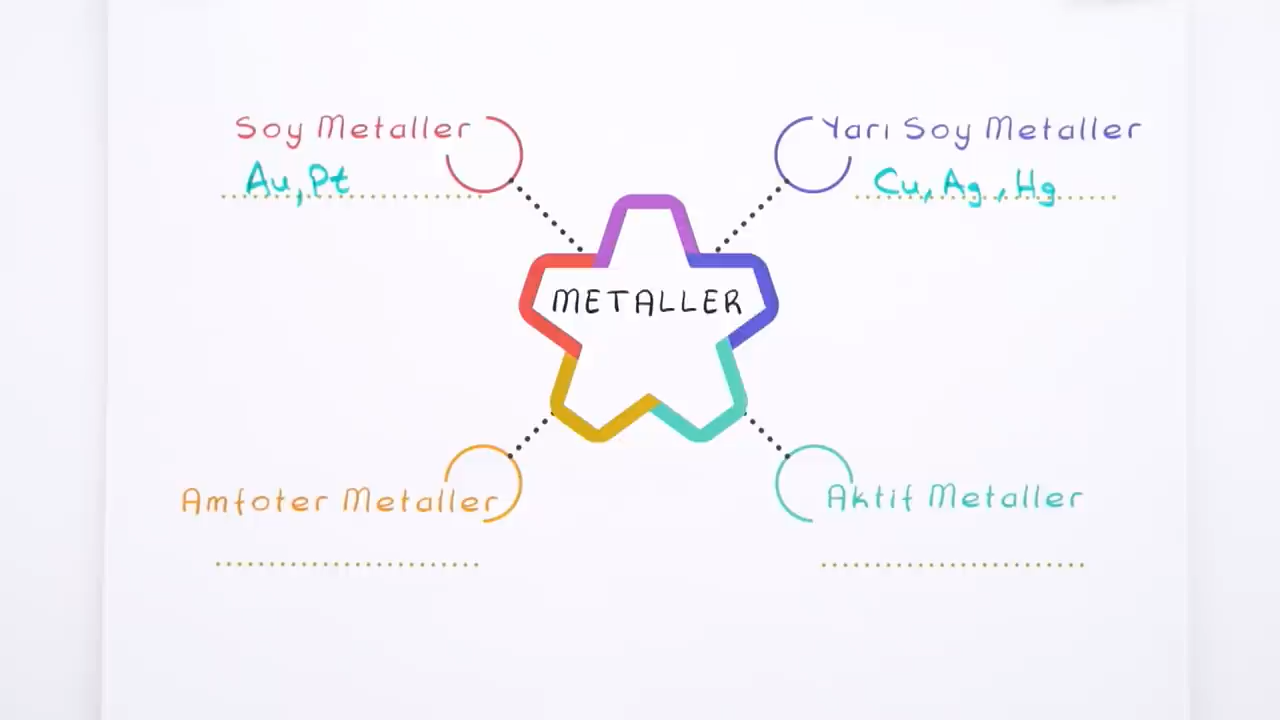 Soy Metaller
Au, Pt
Yarı Soy Metaller
Cu, Ag, Hg
METALLER
Amfoter Metaller
Aktif Metaller